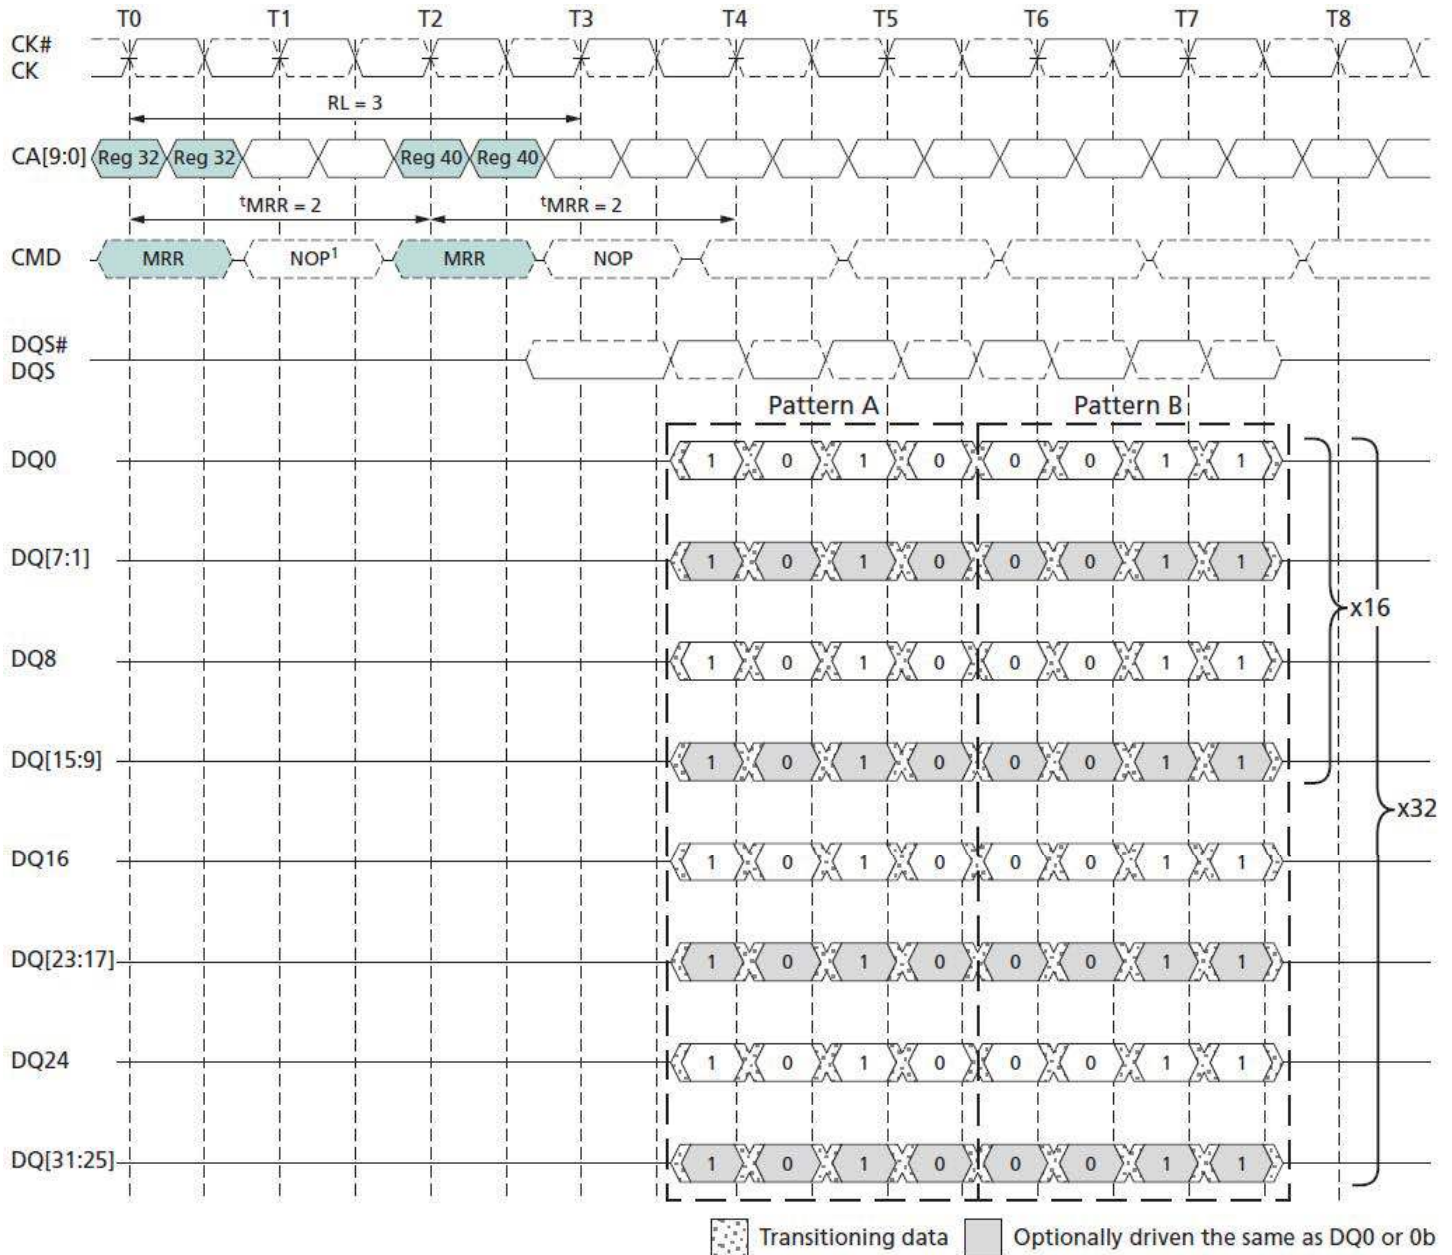 T0 T1 T2 T3 T4 T5 T6 T7 T8
CK#
CK
RL = 3
CA[9:0] Reg 32 Reg 32 Reg 40 Reg 40
tMRR = 2 tMRR = 2
CMD MRR NOP1 MRR NOP
DQS#
DQS
Pattern A Pattern B
DQ0 1 0 1 0 0 0 1 1
DQ[7:1] 1 0 1 0 0 0 1 1
x16
DQ8 1 0 1 0 0 0 1 1
DQ[15:9] 1 0 1 0 0 0 1 1
x32
DQ16 1 0 1 0 0 0 1 1
DQ[23:17] 1 0 1 0 0 0 1 1
DQ24 1 0 1 0 0 0 1 1
DQ[31:25] 1 0 1 0 0 0 1 1
Transitioning data Optionally driven the same as DQ0 or 0b